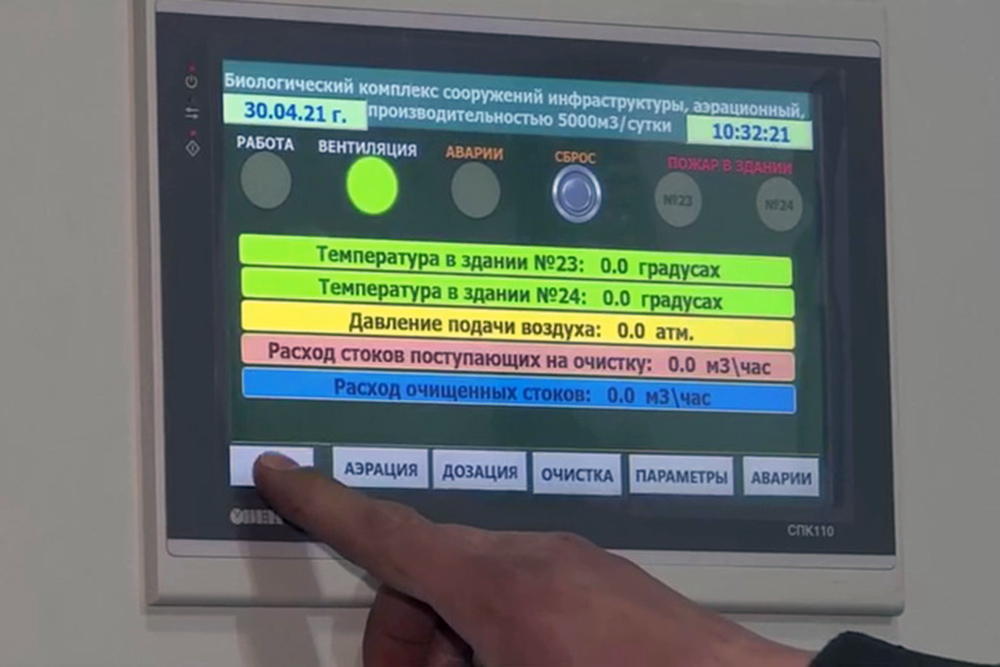 Биологический комплекс сооружений инфраструктуры, аэрационный,
30.04.21 г. производительностью 5000м3/сутки 10:32:21
РАБОТА ВЕНТИЛЯЦИЯ АВАРИИ СБРОС ПОЖАР В ЗДАНИИ
№23 №24
Температура в здании №23: 0.0 градусах
Температура в здании №24: 0.0 градусах
Давление подачи воздуха: 0.0 атм.
Расход стоков поступающих на очистку: 0.0 м3\час
Расход очищенных стоков: 0.0 м3\час
АЭРАЦИЯ ДОЗАЦИЯ ОЧИСТКА ПАРАМЕТРЫ АВАРИИ
СПК110